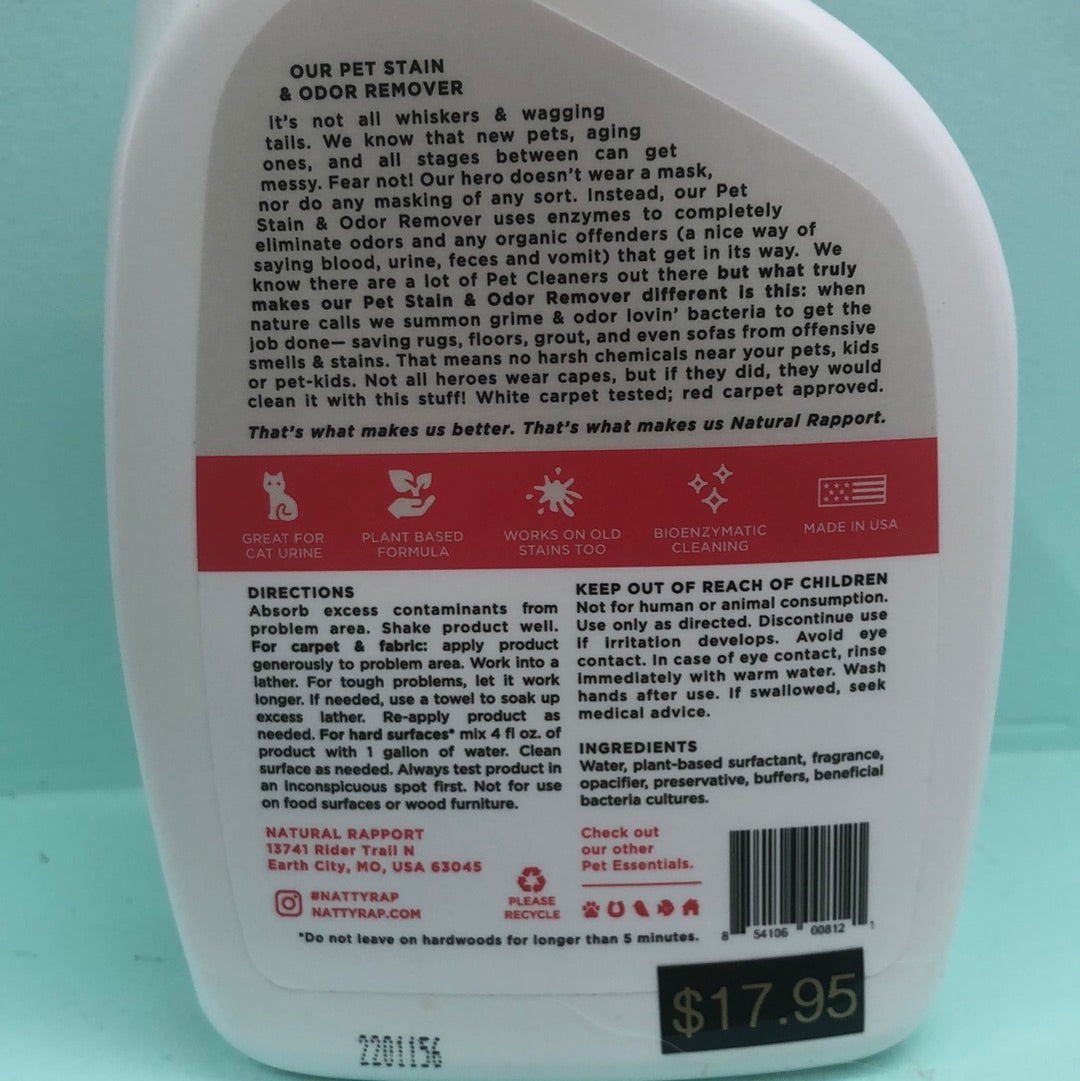 OUR PET STAIN
& ODOR REMOVER
It's not all whiskers & wagging
tails. We know that new pets, aging
ones, and all stages between can get
messy. Fear not! Our hero doesn't wear a mask,
nor do any masking of any sort. Instead, our Pet
Stain & Odor Remover uses enzymes to completely
eliminate odors and any organic offenders (a nice way of
saying blood, urine, feces and vomit) that get in its way. We
know there are a lot of Pet Cleaners out there but what truly
makes our Pet Stain & Odor Remover different is this: when
nature calls we summon grime & odor lovin' bacteria to get the
job done— saving rugs, floors, grout, and even sofas from offensive
smells & stains. That means no harsh chemicals near your pets, kids
or pet-kids. Not all heroes wear capes, but if they did, they would
clean it with this stuff! White carpet tested; red carpet approved.
That's what makes us better. That's what makes us Natural Rapport.
GREAT FOR
CAT URINE
PLANT BASED
FORMULA
WORKS ON OLD
STAINS TOO
BIOENZYMATIC
CLEANING
MADE IN USA
DIRECTIONS
Absorb excess contaminants from
problem area. Shake product well.
For carpet & fabric: apply product
generously to problem area. Work into a
lather. For tough problems, let it work
longer. If needed, use a towel to soak up
excess lather. Re-apply product as
needed. For hard surfaces* mix 4 fl oz. of
product with 1 gallon of water. Clean
surface as needed. Always test product in
an inconspicuous spot first. Not for use
on food surfaces or wood furniture.
KEEP OUT OF REACH OF CHILDREN
Not for human or animal consumption.
Use only as directed. Discontinue use
if irritation develops. Avoid eye
contact. In case of eye contact, rinse
immediately with warm water. Wash
hands after use. If swallowed, seek
medical advice.
INGREDIENTS
Water, plant-based surfactant, fragrance,
opacifier, preservative, buffers, beneficial
bacteria cultures.
NATURAL RAPPORT
13741 Rider Trail N
Earth City, MO, USA 63045
#NATTYRAP
NATTYRAP.COM
PLEASE
RECYCLE
Check out
our other
Pet Essentials.
8 54106 00812 1
*Do not leave on hardwoods for longer than 5 minutes.
$17.95
2201156